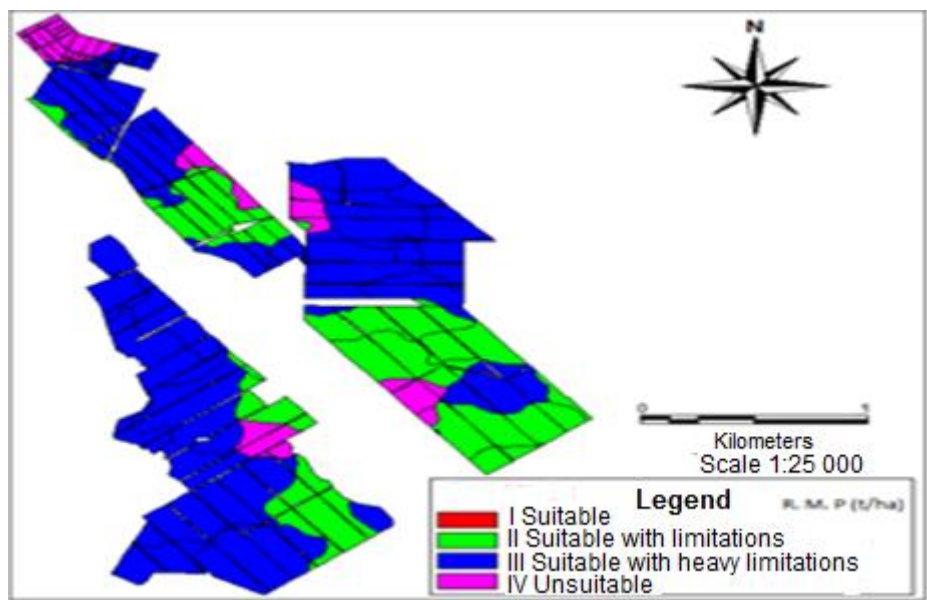 N
0 1
Kilometers
Scale 1:25 000
Legend
R. M. P (t/ha)
I Suitable
II Suitable with limitations
III Suitable with heavy limitations
IV Unsuitable